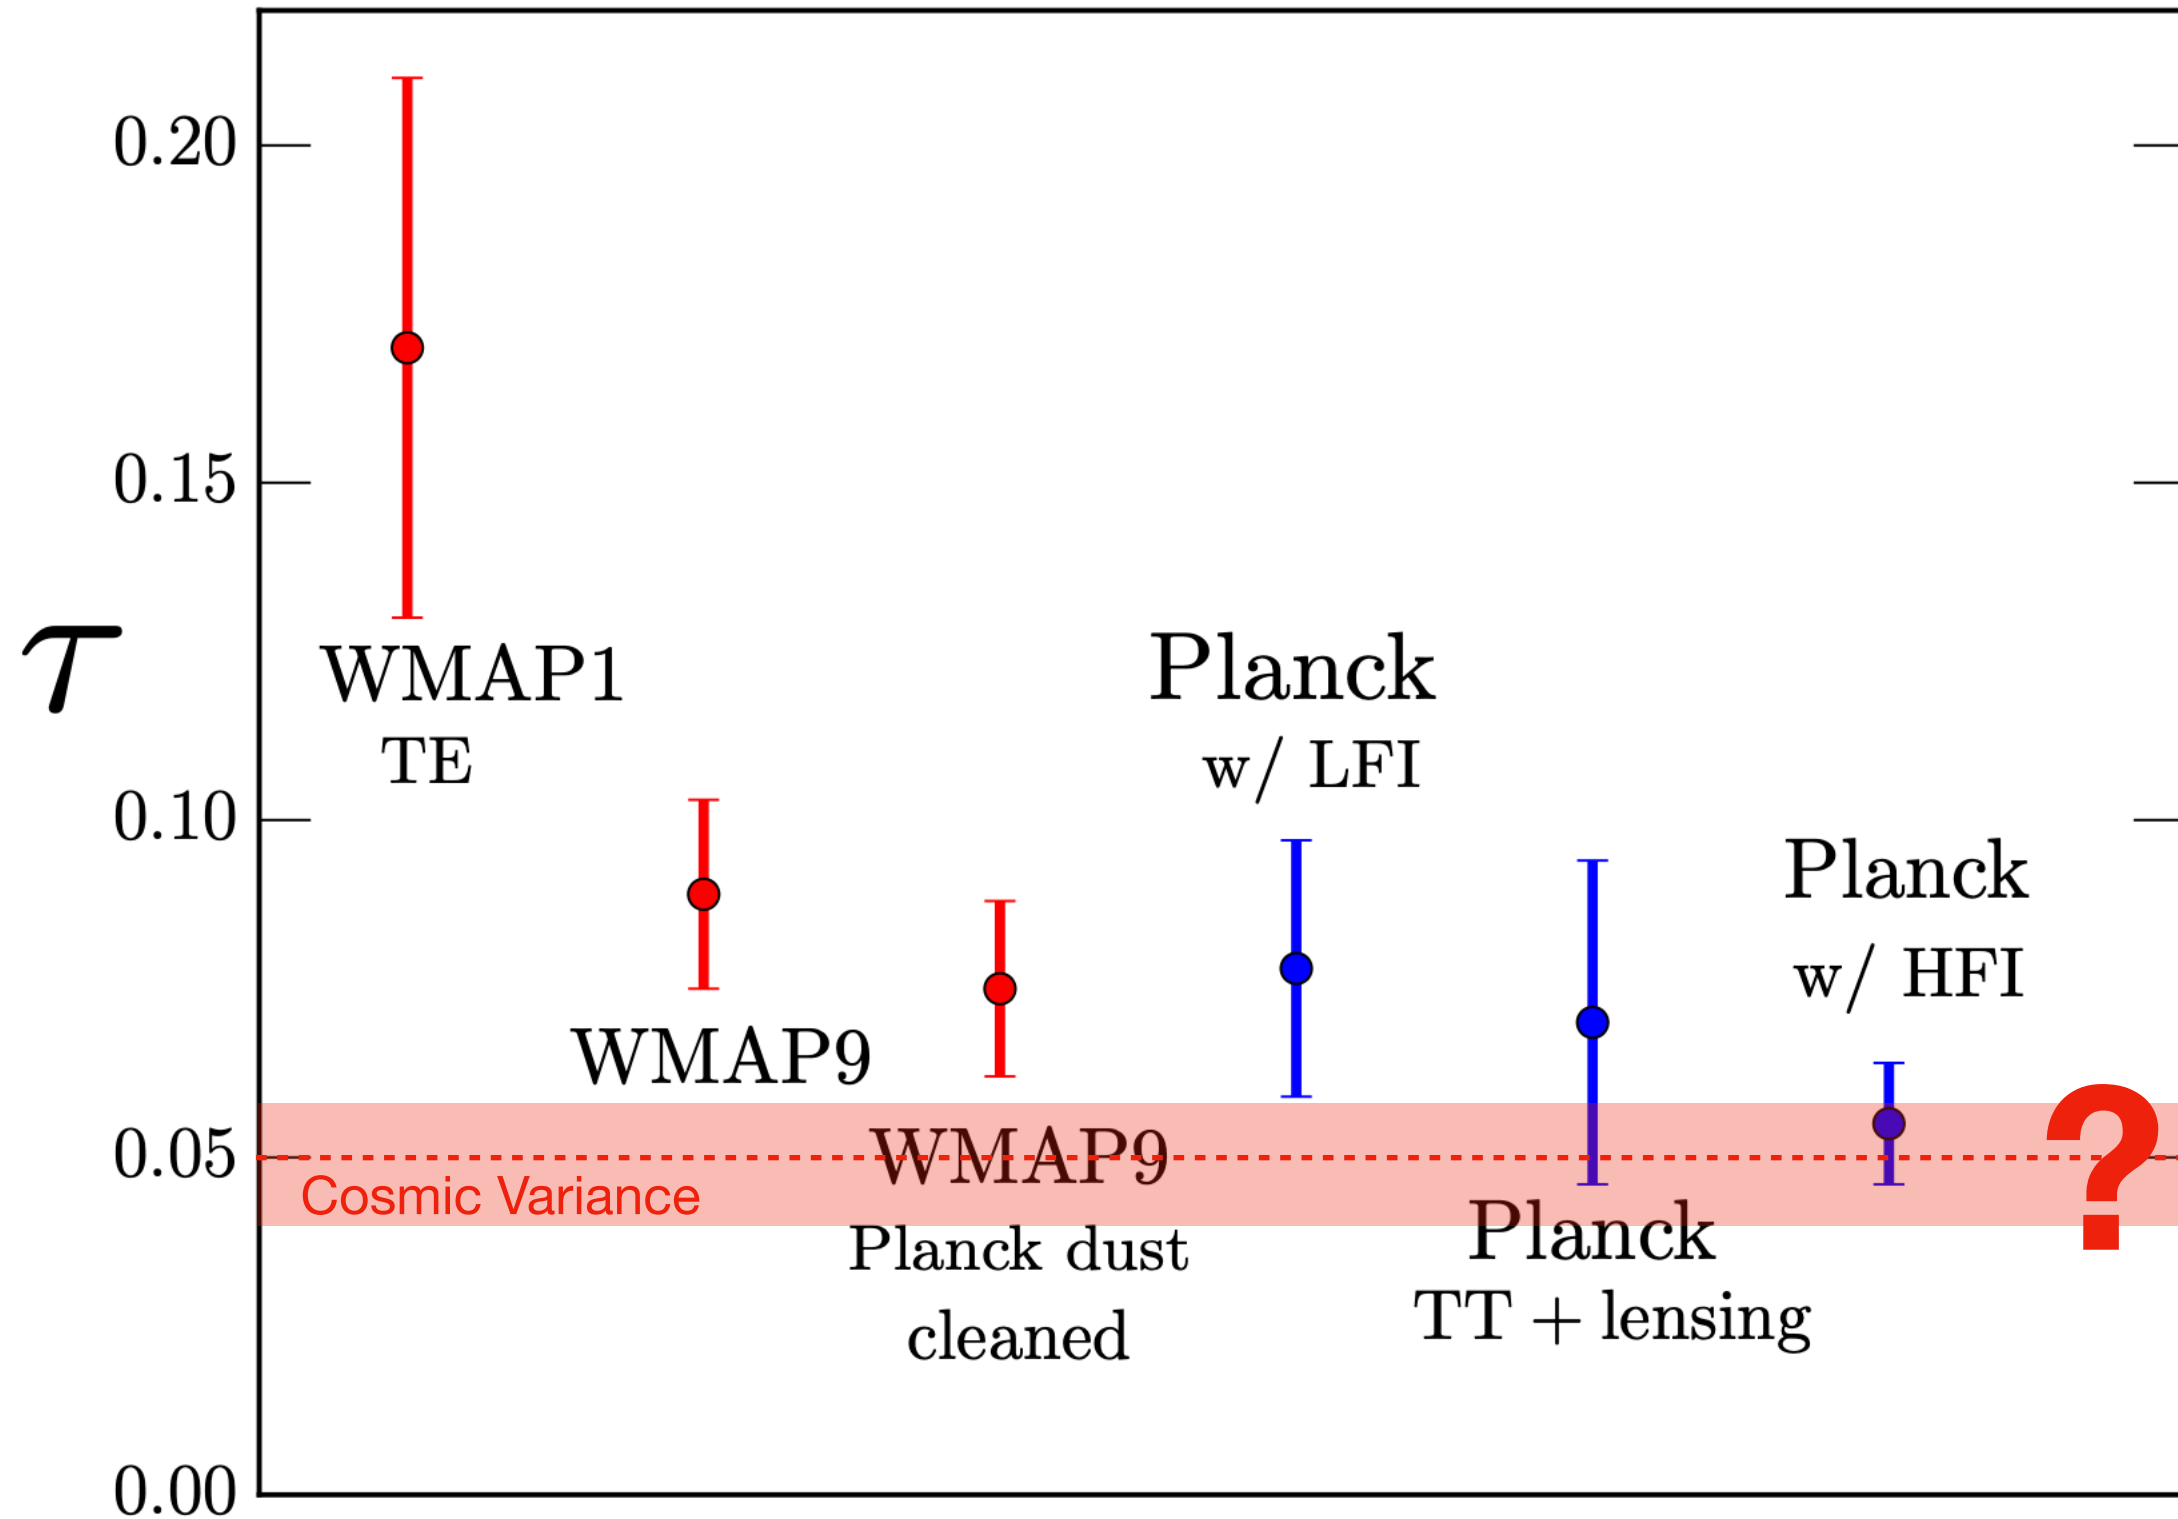 0.20
0.15
0.10
0.05
0.00
τ
WMAP1
TE
WMAP9
WMAP9
Planck dust
cleaned
Planck
w/ LFI
Planck
TT + lensing
Planck
w/ HFI
Cosmic Variance
?